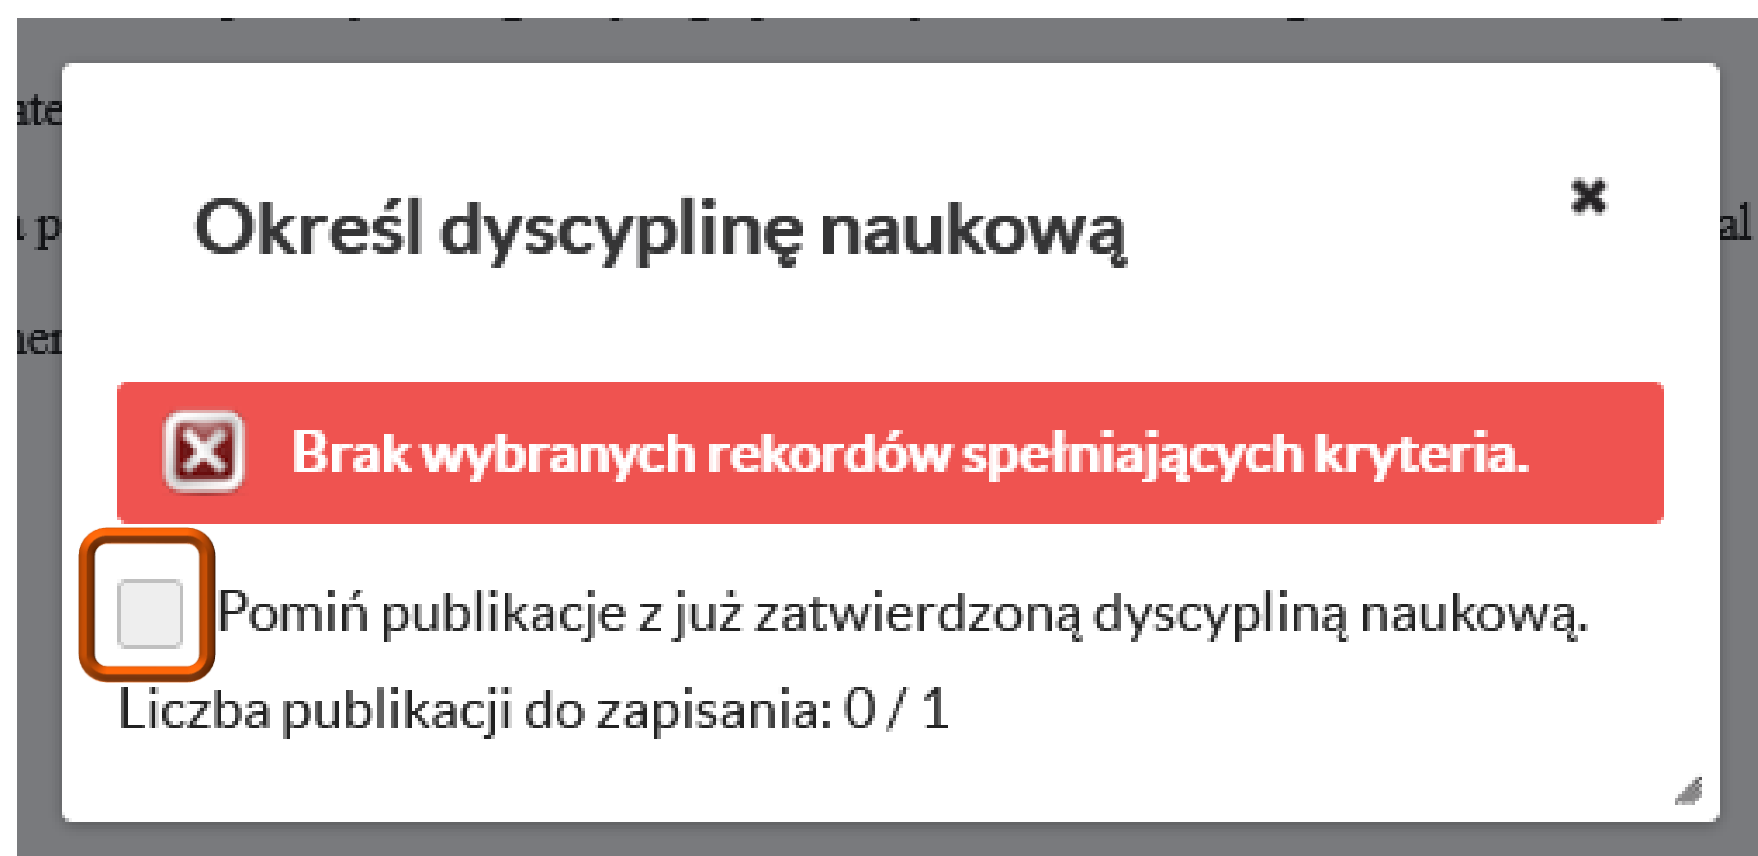 Określ dyscyplinę naukową
Brak wybranych rekordów spełniających kryteria.
Pomiń publikacje z już zatwierdzoną dyscypliną naukową.
Liczba publikacji do zapisania: 0 / 1